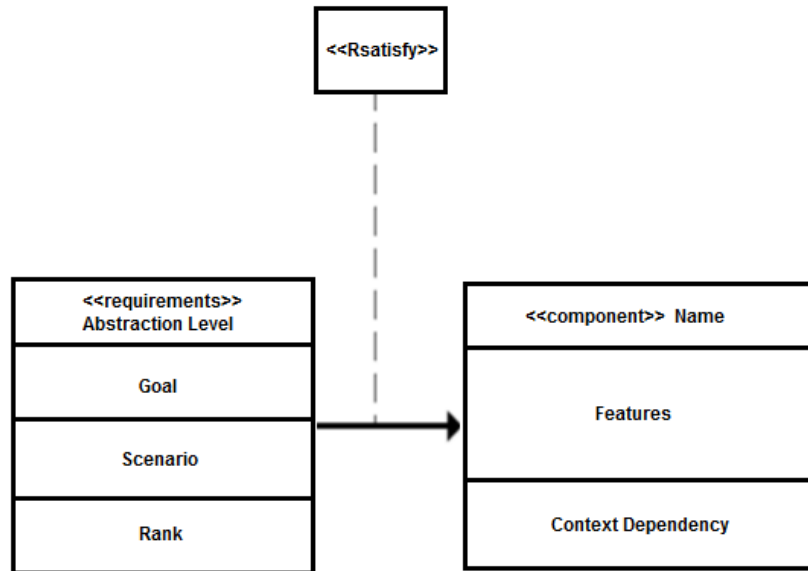 <<Rsatisfy>>
<<requirements>>
Abstraction Level
Goal
Scenario
Rank
<<component>> Name
Features
Context Dependency